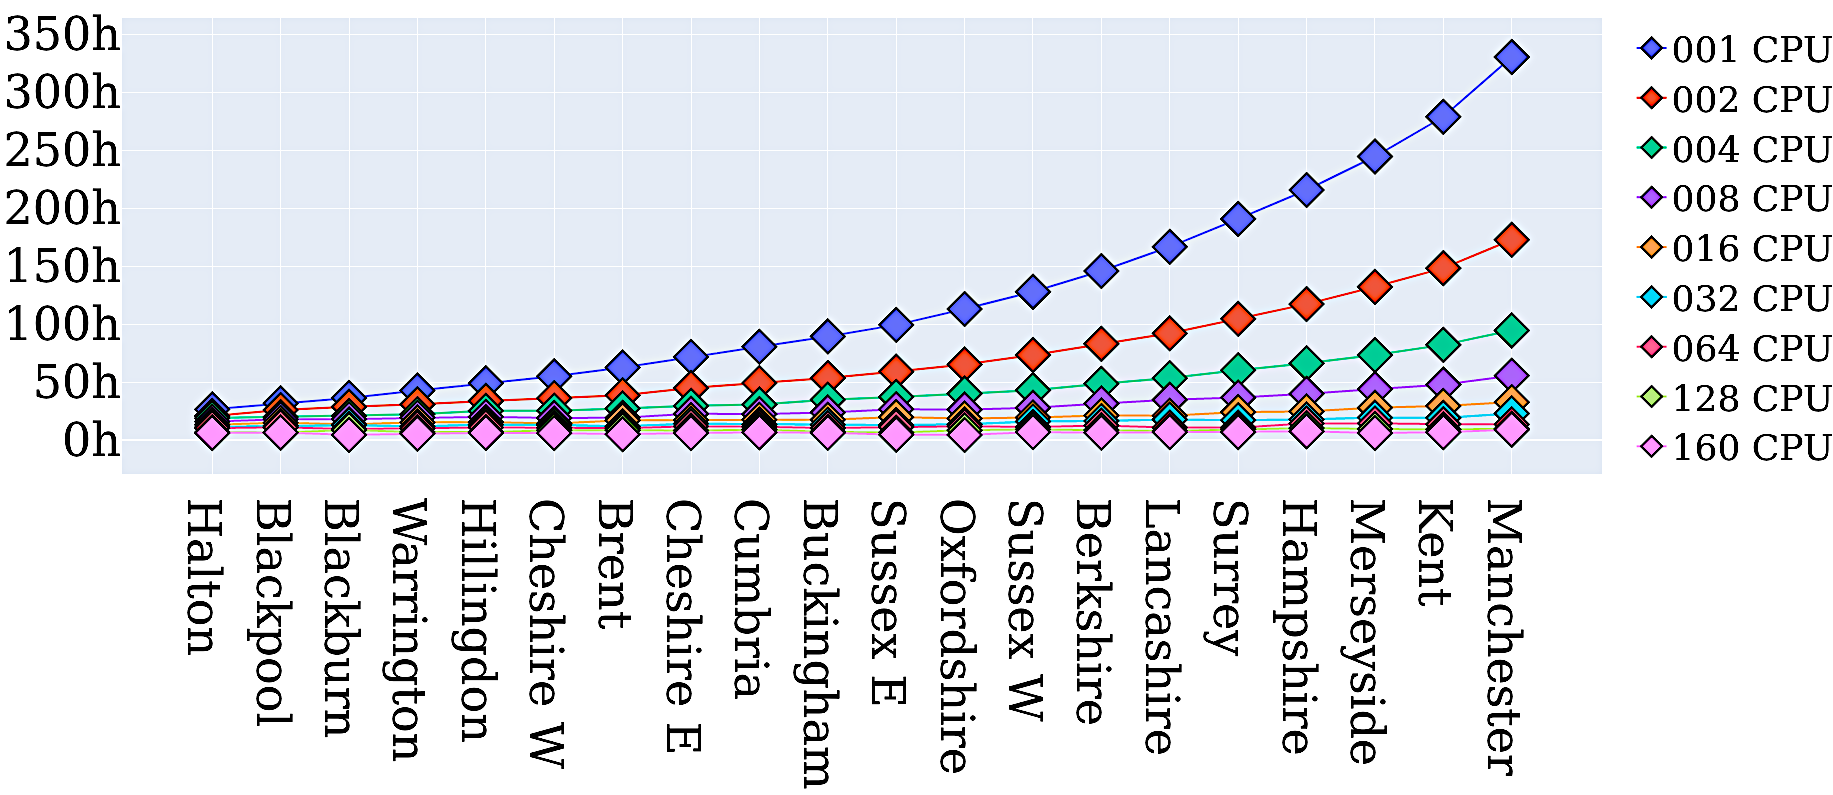 350h
300h
250h
200h
150h
100h
50h
0h
001 CPU
002 CPU
004 CPU
008 CPU
016 CPU
032 CPU
064 CPU
128 CPU
160 CPU
Halton
Blackpool
Blackburn
Warrington
Hillingdon
Cheshire W
Brent
Cheshire E
Cumbria
Buckingham
Sussex E
Oxfordshire
Sussex W
Berkshire
Lancashire
Surrey
Hampshire
Merseyside
Kent
Manchester